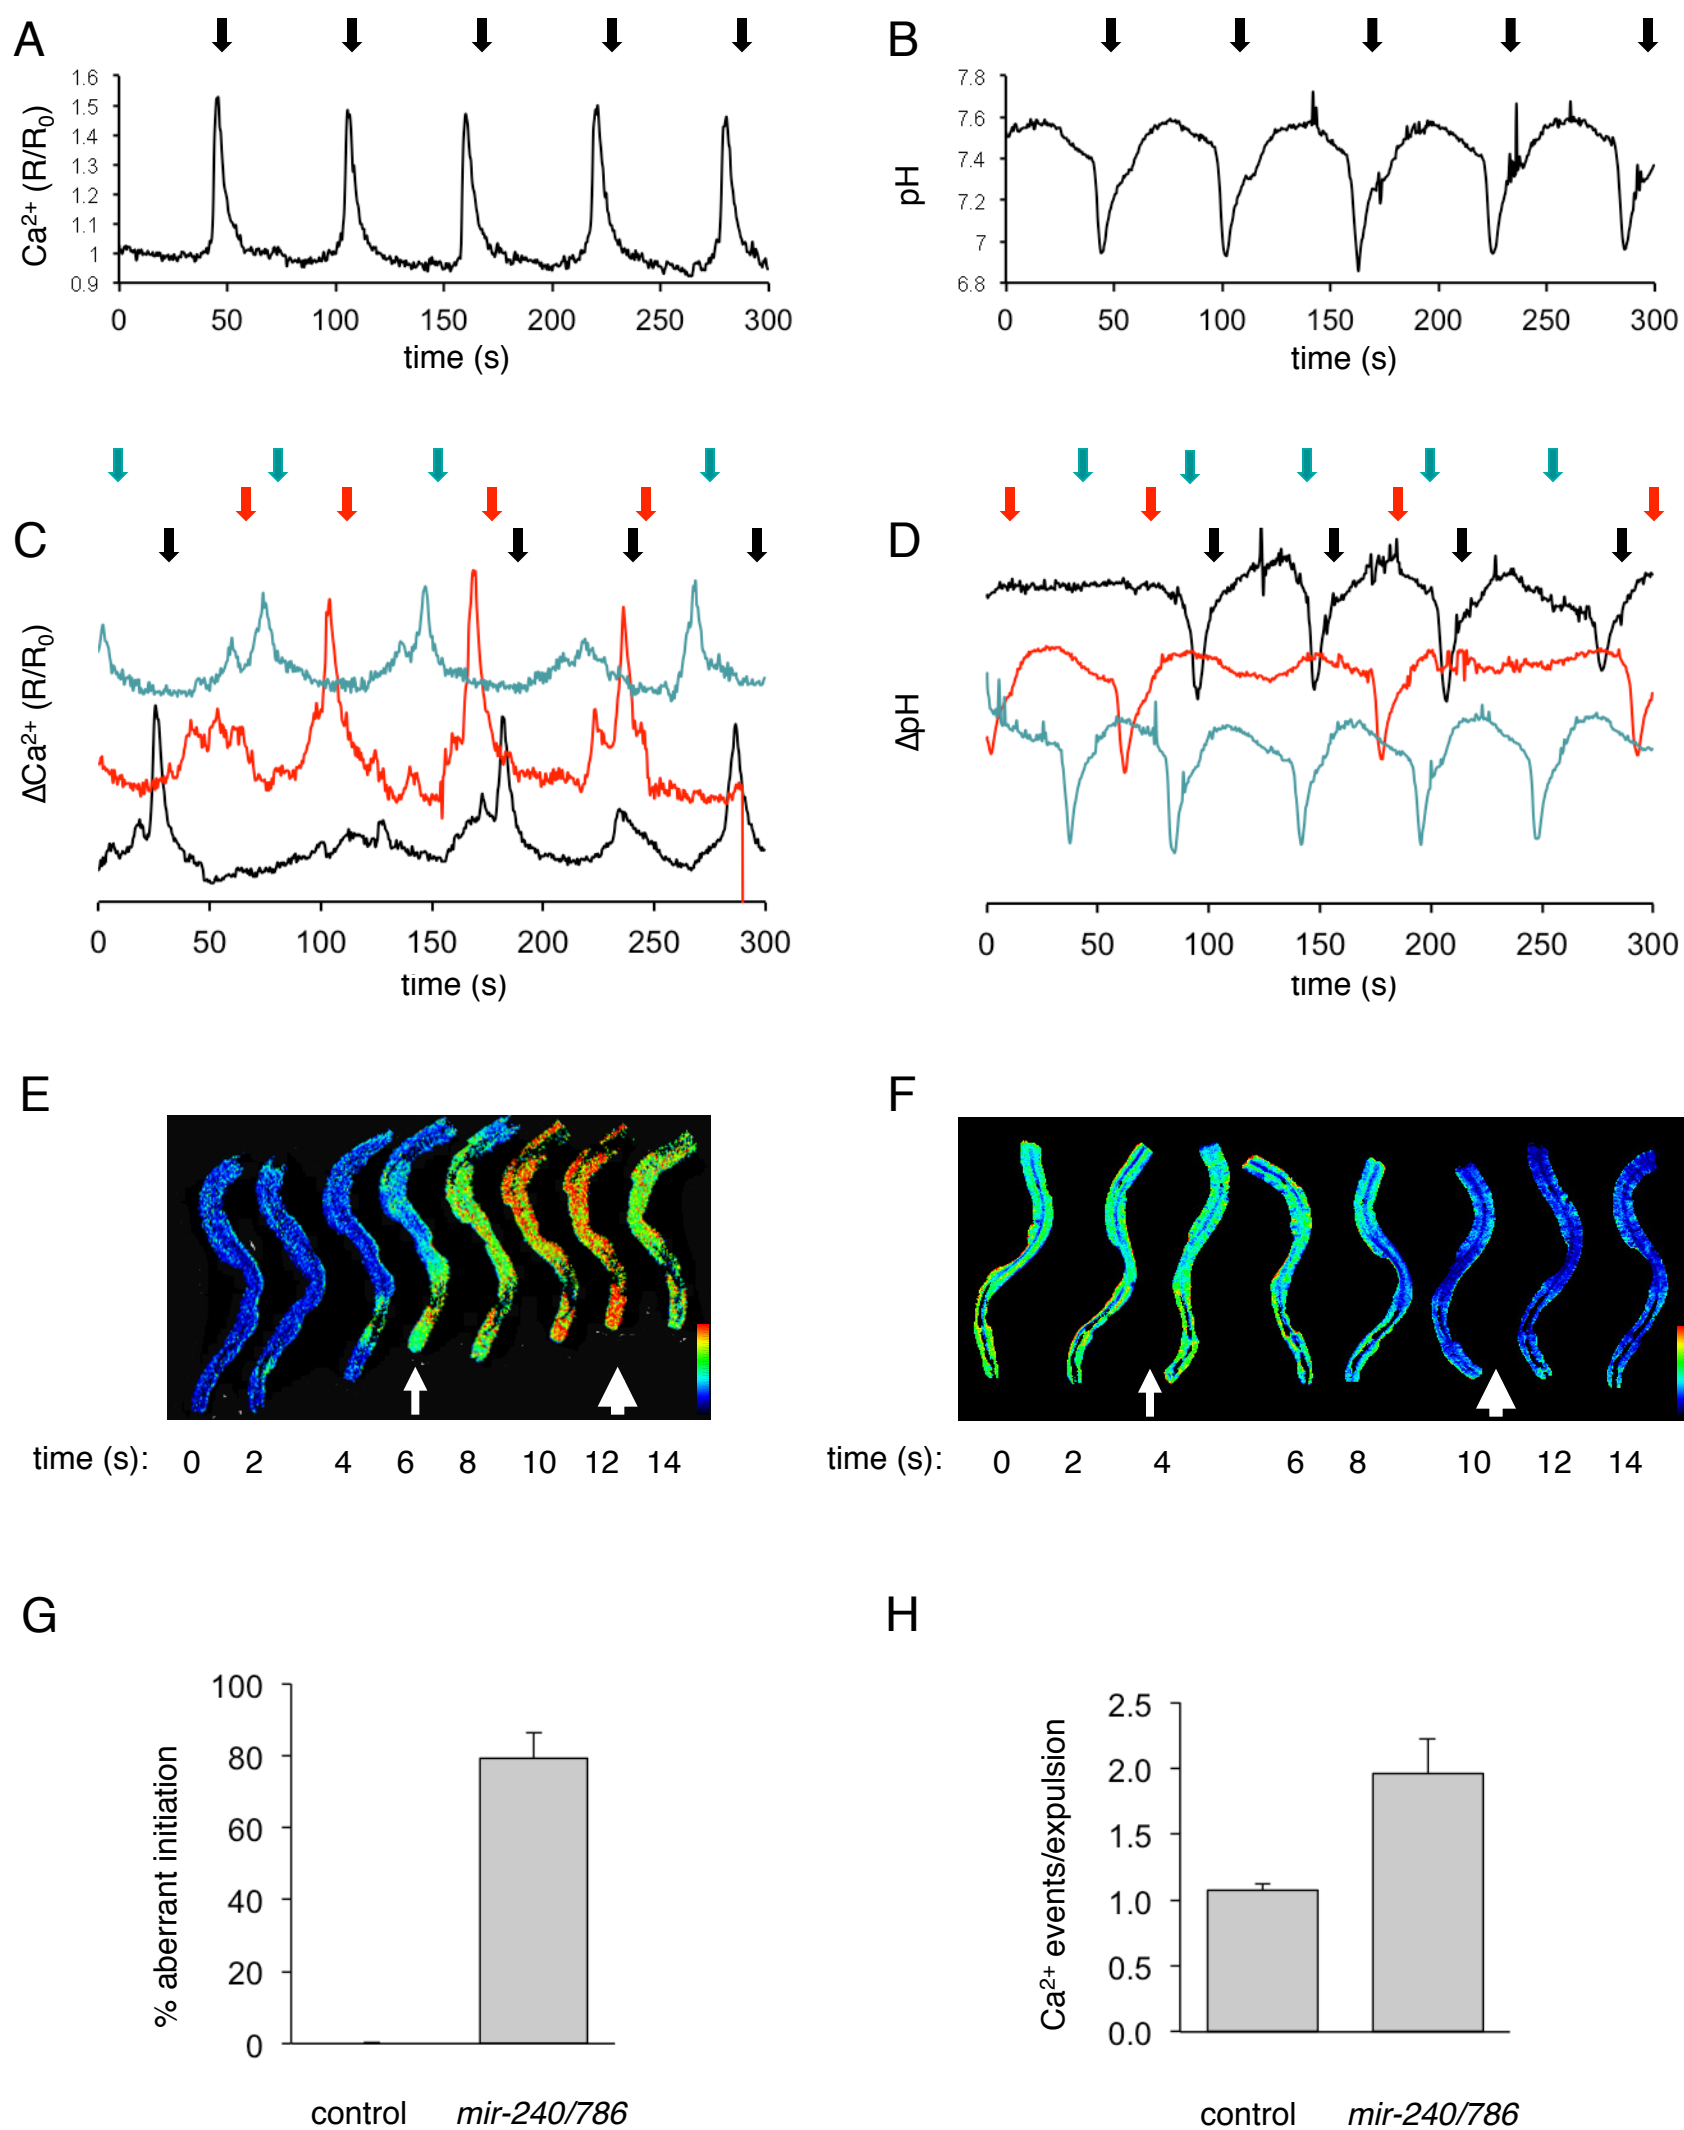 A
Ca2+ (R/R0)
1.6
1.5
1.4
1.3
1.2
1.1
1
0.9
0 50 100 150 200 250 300
time (s)
B
pH
7.8
7.6
7.4
7.2
7
6.8
0 50 100 150 200 250 300
time (s)
C
ΔCa2+ (R/R0)
0 50 100 150 200 250 300
time (s)
D
ΔpH
0 50 100 150 200 250 300
time (s)
E
time (s): 0 2 4 6 8 10 12 14
F
time (s): 0 2 4 6 8 10 12 14
G
% aberrant initiation
100
80
60
40
20
0
control mir-240/786
H
Ca2+ events/expulsion
2.5
2.0
1.5
1.0
0.5
0.0
control mir-240/786